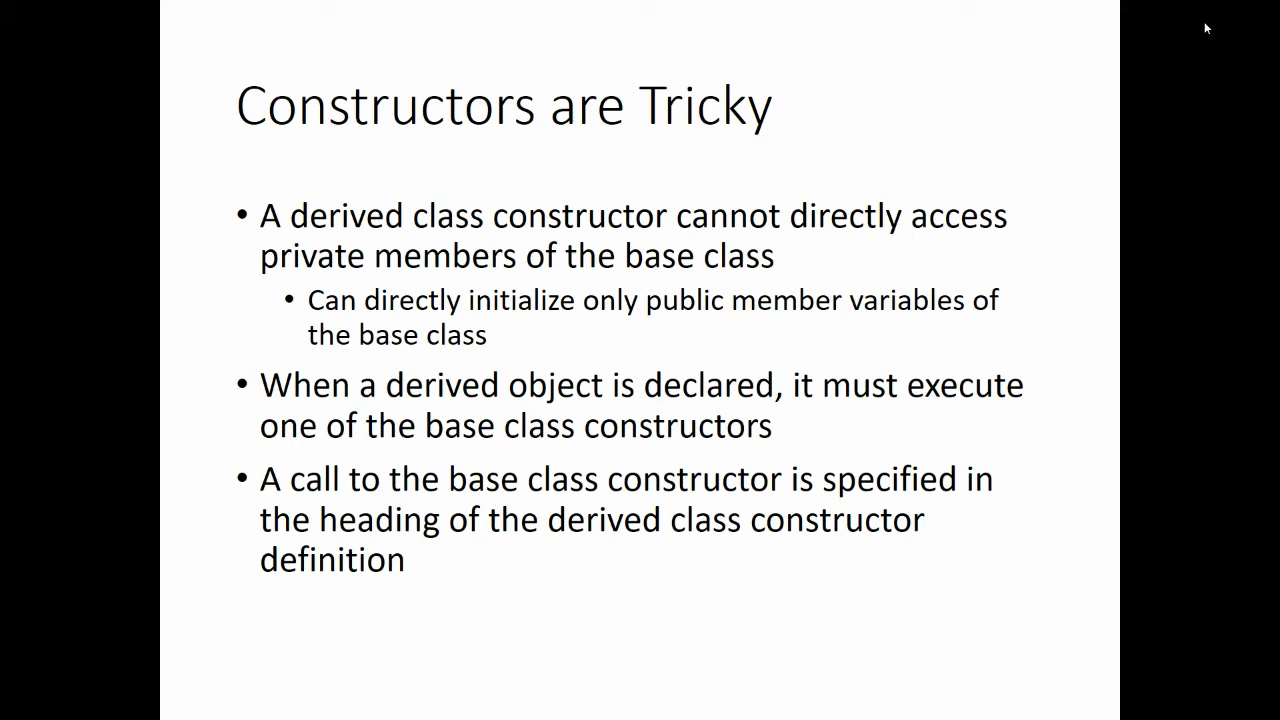 Constructors are Tricky
• A derived class constructor cannot directly access
private members of the base class
• Can directly initialize only public member variables of
the base class
• When a derived object is declared, it must execute
one of the base class constructors
• A call to the base class constructor is specified in
the heading of the derived class constructor
definition